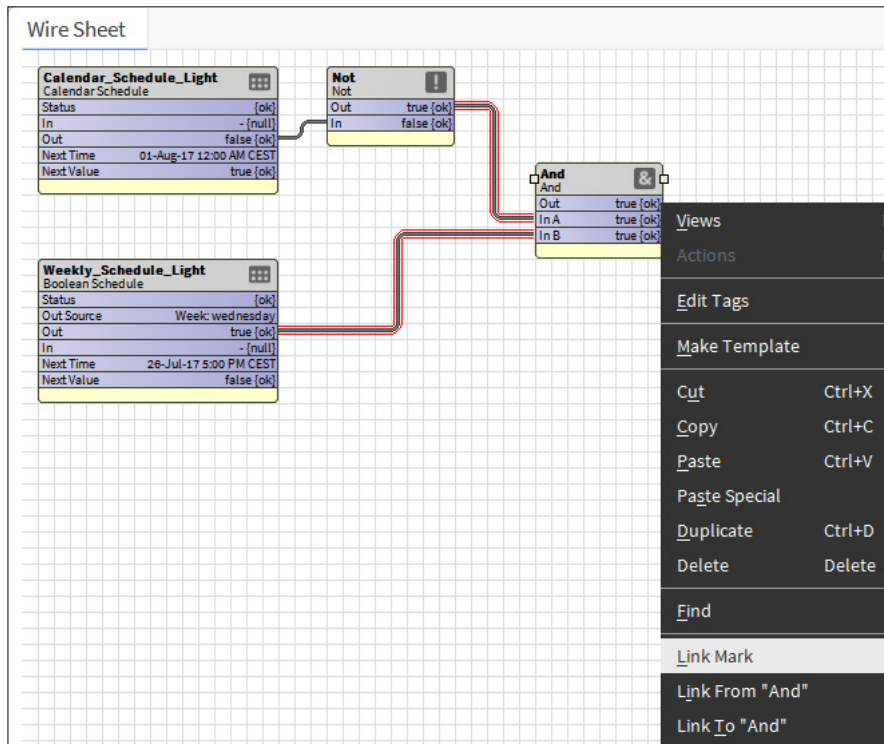 Wire Sheet
Calendar_Schedule_Light
Calendar Schedule
Status {ok}
In - {null}
Out false {ok}
Next Time 01-Aug-17 12:00 AM CEST
Next Value true {ok}
Not
Not
Out true {ok}
In false {ok}
And
And
Out true {ok}
In A true {ok}
In B true {ok}
Weekly_Schedule_Light
Boolean Schedule
Status {ok}
Out Source Week: wednesday
Out true {ok}
In - {null}
Next Time 26-Jul-17 5:00 PM CEST
Next Value false {ok}
Views
Actions
Edit Tags
Make Template
Cut Ctrl+X
Copy Ctrl+C
Paste Ctrl+V
Paste Special
Duplicate Ctrl+D
Delete Delete
Find
Link Mark
Link From "And"
Link To "And"